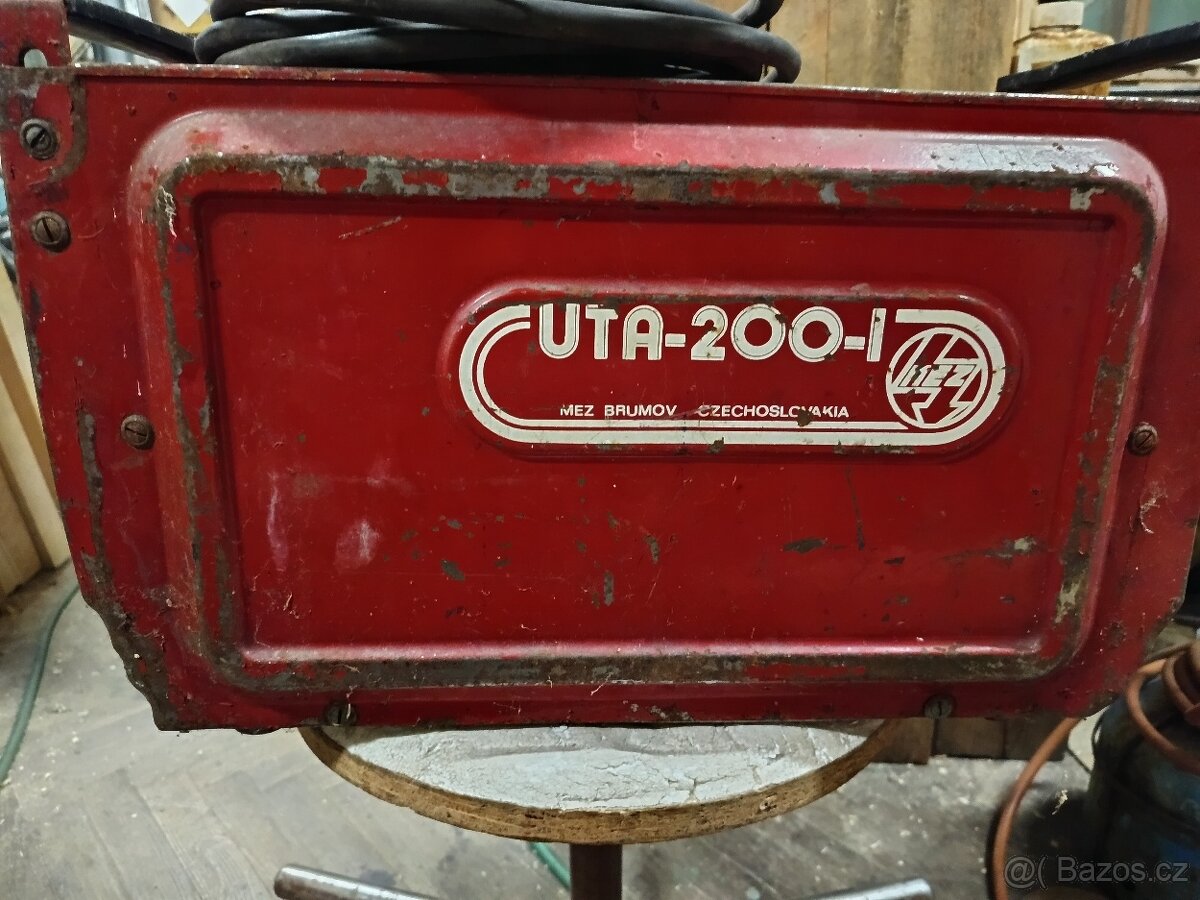 UTA-200-1
MEZ
MEZ BRUMOV CZECHOSLOVAKIA
@( Bazos.cz